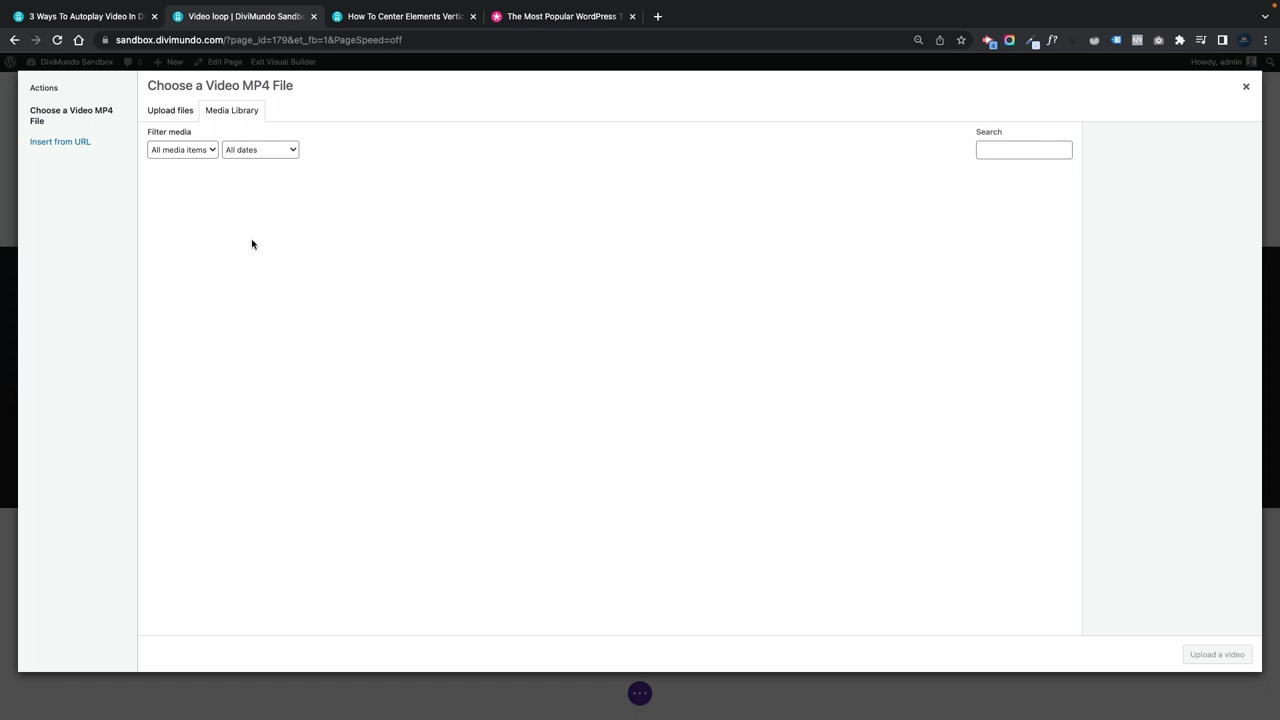 3 Ways To Autoplay Video In Di
Video loop | DiviMundo Sandbo
How To Center Elements Vertic
The Most Popular WordPress T
sandbox.divimundo.com/?page_id=179&et_fb=1&PageSpeed=off
DiviMundo Sandbox 0 New Edit Page Exit Visual Builder Howdy, admin
Actions
Choose a Video MP4 File
Choose a Video MP4
File
Insert from URL
Upload files Media Library
Filter media
All media items All dates
Search
Upload a video